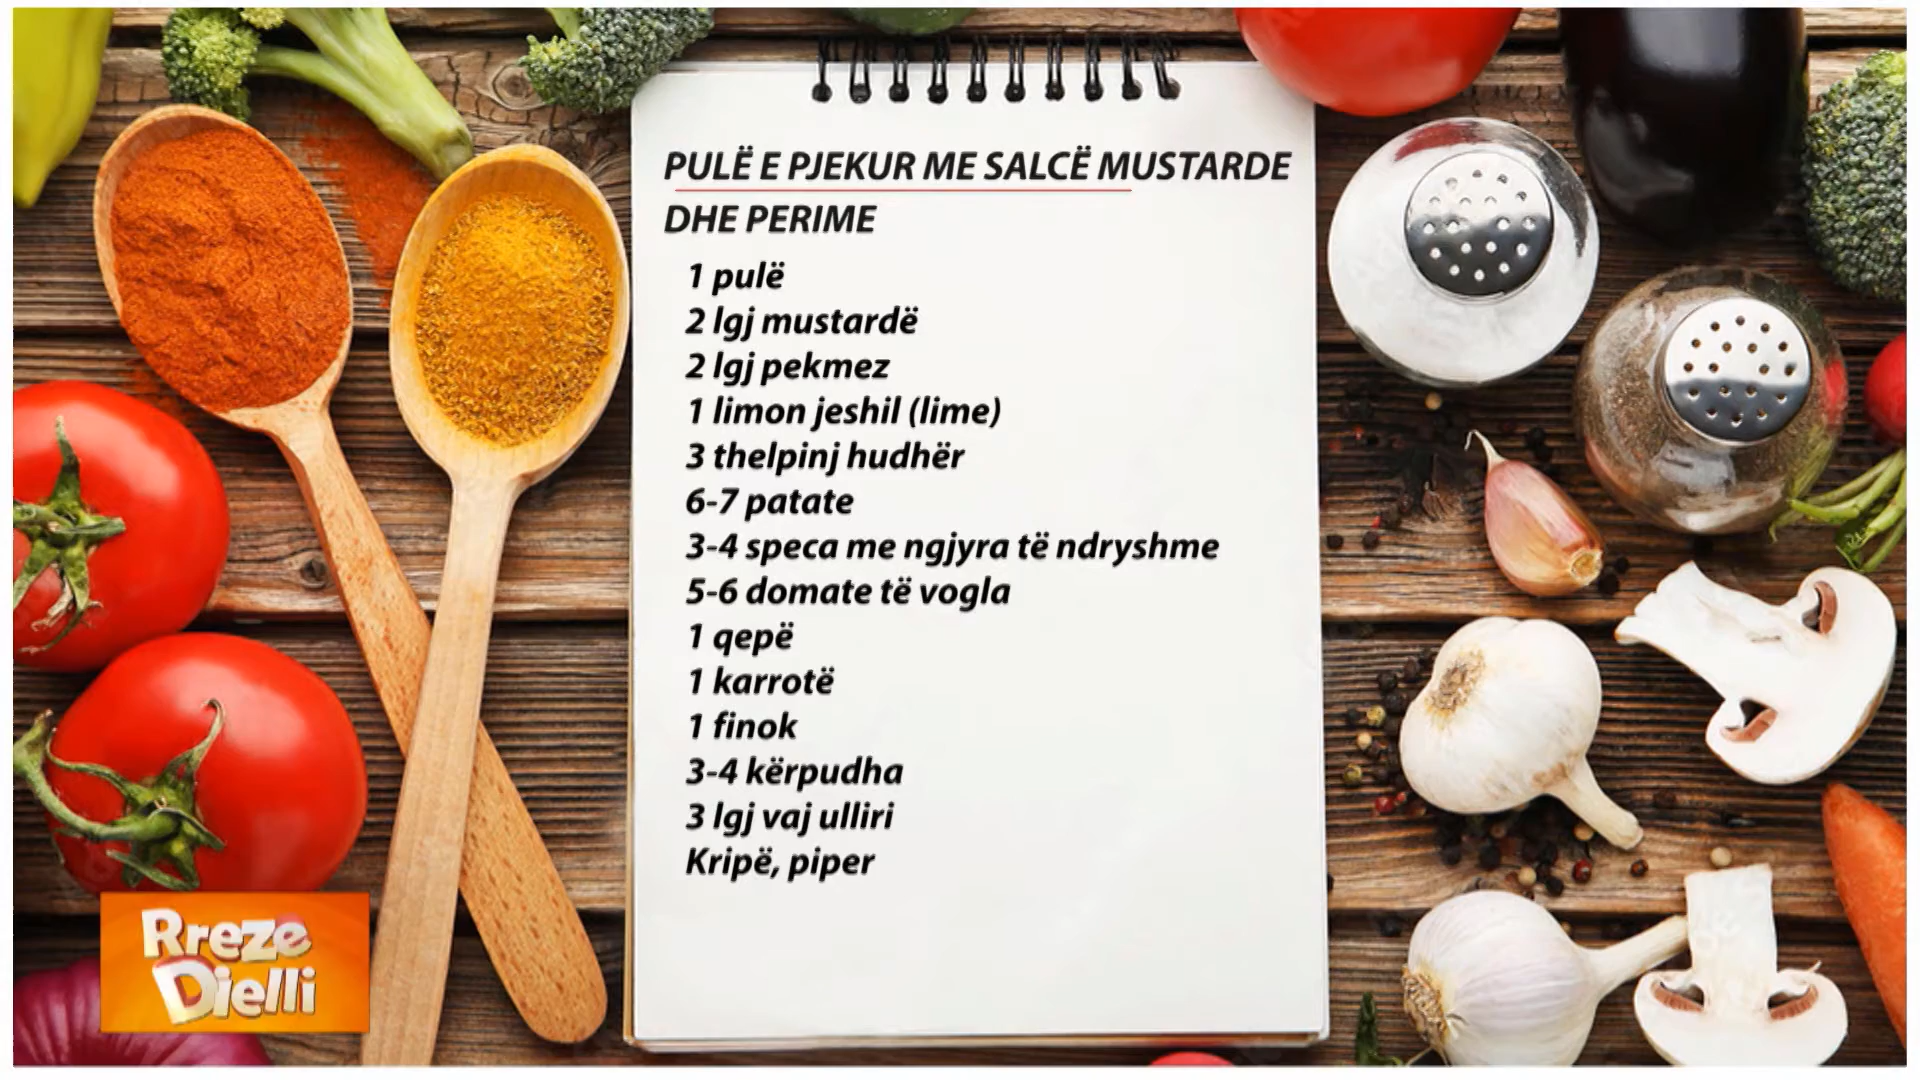 PULË E PJEKUR ME SALCË MUSTARDE
DHE PERIME
1 pulë
2 lgj mustardë
2 lgj pekmez
1 limon jeshil (lime)
3 thelpinj hudhër
6-7 patate
3-4 speca me ngjyra të ndryshme
5-6 domate të vogla
1 qepë
1 karrotë
1 finok
3-4 kërpudha
3 lgj vaj ulliri
Kripë, piper
Rreze
Dielli